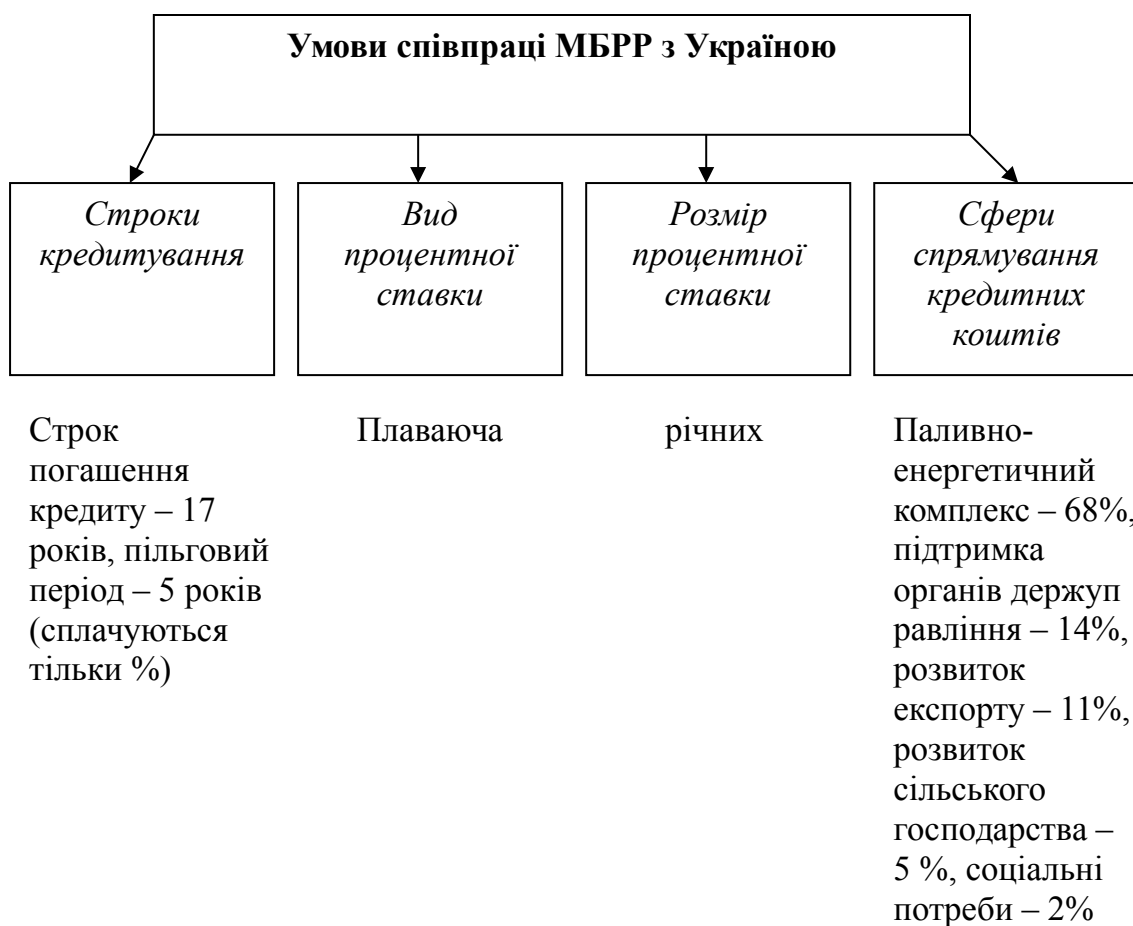 Умови співпраці МБРР з Україною
Строки
кредитування
Вид
процентної
ставки
Розмір
процентної
ставки
Сфери
спрямування
кредитних
коштів
Строк
погашення
кредиту – 17
років, пільговий
період – 5 років
(сплачуються
тільки %)
Плаваюча
річних
Паливно-
енергетичний
комплекс – 68%,
підтримка
органів держуп
равління – 14%,
розвиток
експорту – 11%,
розвиток
сільського
господарства –
5 %, соціальні
потреби – 2%